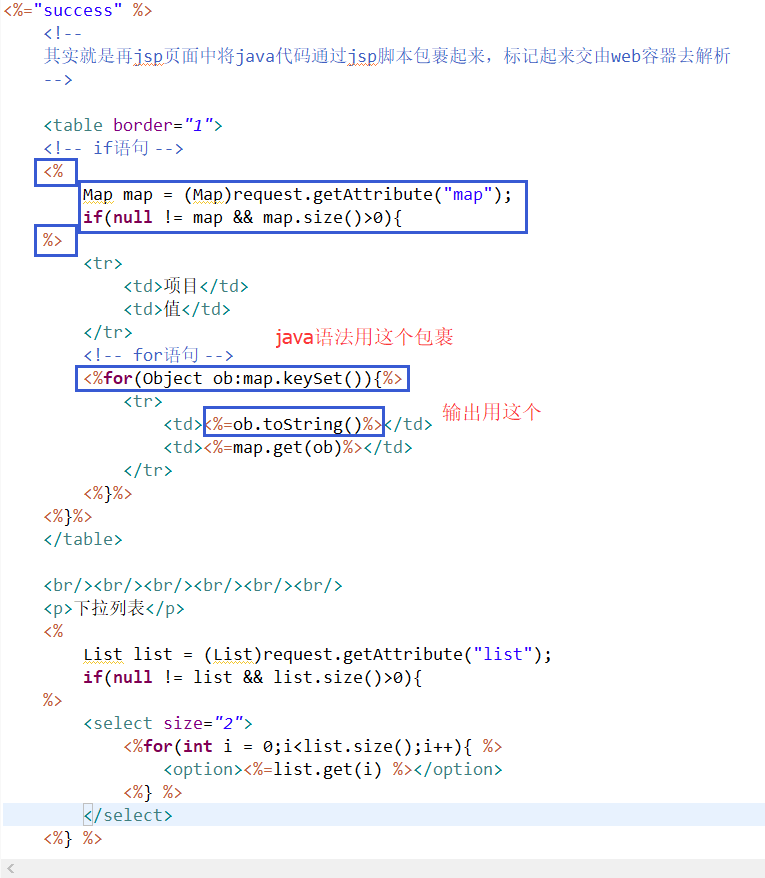 <%="success" %>
<!--
其实就是再jsp页面中将java代码通过jsp脚本包裹起来，标记起来交由web容器去解析
-->
<table border="1">
<!-- if语句 -->
<%
Map map = (Map)request.getAttribute("map");
if(null != map && map.size()>0){
%>
<tr>
<td>项目</td>
<td>值</td>
</tr>
java语法用这个包裹
<!-- for语句 -->
<%for(Object ob:map.keySet()){%>
<tr>
输出用这个
<td><%=ob.toString()%></td>
<td><%=map.get(ob)%></td>
</tr>
<%}%>
<%}%>
</table>
<br/><br/><br/><br/><br/><br/>
<p>下拉列表</p>
<%
List list = (List)request.getAttribute("list");
if(null != list && list.size()>0){
%>
<select size="2">
<%for(int i = 0;i<list.size();i++){ %>
<option><%=list.get(i) %></option>
<%} %>
</select>
<%} %>